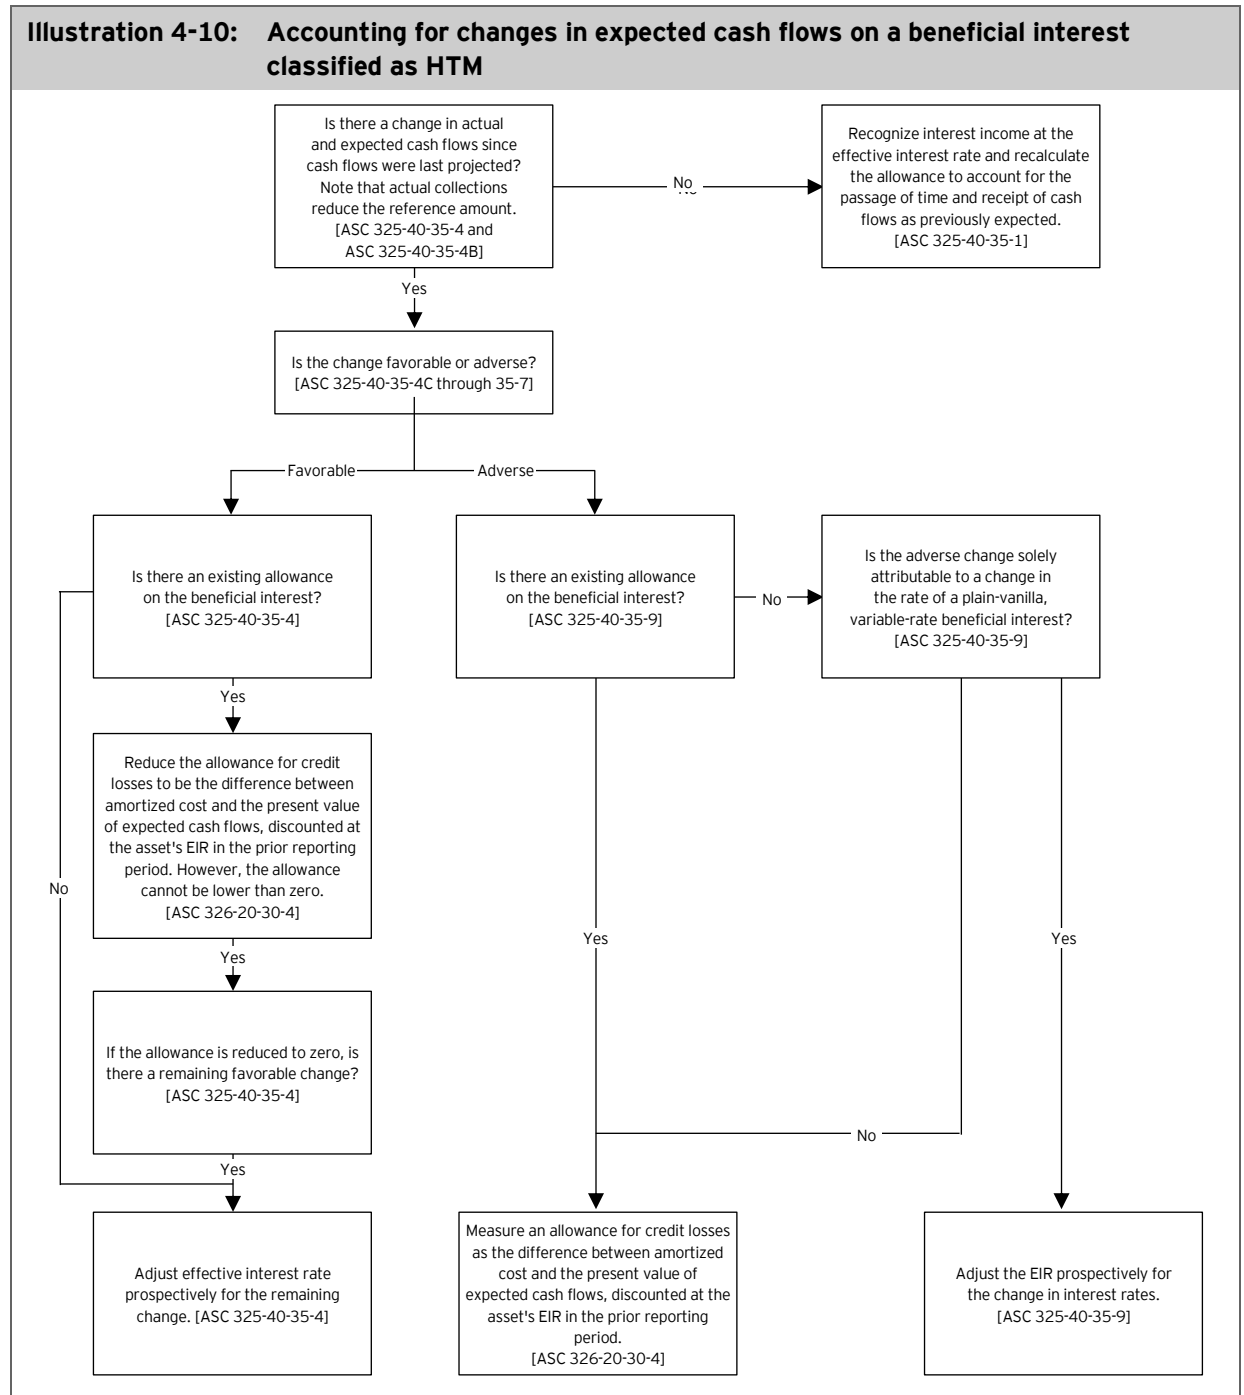 Illustration 4-10: Accounting for changes in expected cash flows on a beneficial interest
classified as HTM
Is there a change in actual
and expected cash flows since
cash flows were last projected?
Note that actual collections
reduce the reference amount.
[ASC 325-40-35-4 and
ASC 325-40-35-4B]
No
Recognize interest income at the
effective interest rate and recalculate
the allowance to account for the
passage of time and receipt of cash
flows as previously expected.
[ASC 325-40-35-1]
Yes
Is the change favorable or adverse?
[ASC 325-40-35-4C through 35-7]
Favorable
Adverse
Is there an existing allowance
on the beneficial interest?
[ASC 325-40-35-4]
Is there an existing allowance
on the beneficial interest?
[ASC 325-40-35-9]
No
Is the adverse change solely
attributable to a change in
the rate of a plain-vanilla,
variable-rate beneficial interest?
[ASC 325-40-35-9]
Yes
Reduce the allowance for credit
losses to be the difference between
amortized cost and the present value
of expected cash flows, discounted at
the asset's EIR in the prior reporting
period. However, the allowance
cannot be lower than zero.
[ASC 326-20-30-4]
No
Yes
Yes
Yes
If the allowance is reduced to zero, is
there a remaining favorable change?
[ASC 325-40-35-4]
No
Yes
Adjust effective interest rate
prospectively for the remaining
change. [ASC 325-40-35-4]
Measure an allowance for credit losses
as the difference between amortized
cost and the present value of
expected cash flows, discounted at the
asset's EIR in the prior reporting
period.
[ASC 326-20-30-4]
Adjust the EIR prospectively for
the change in interest rates.
[ASC 325-40-35-9]